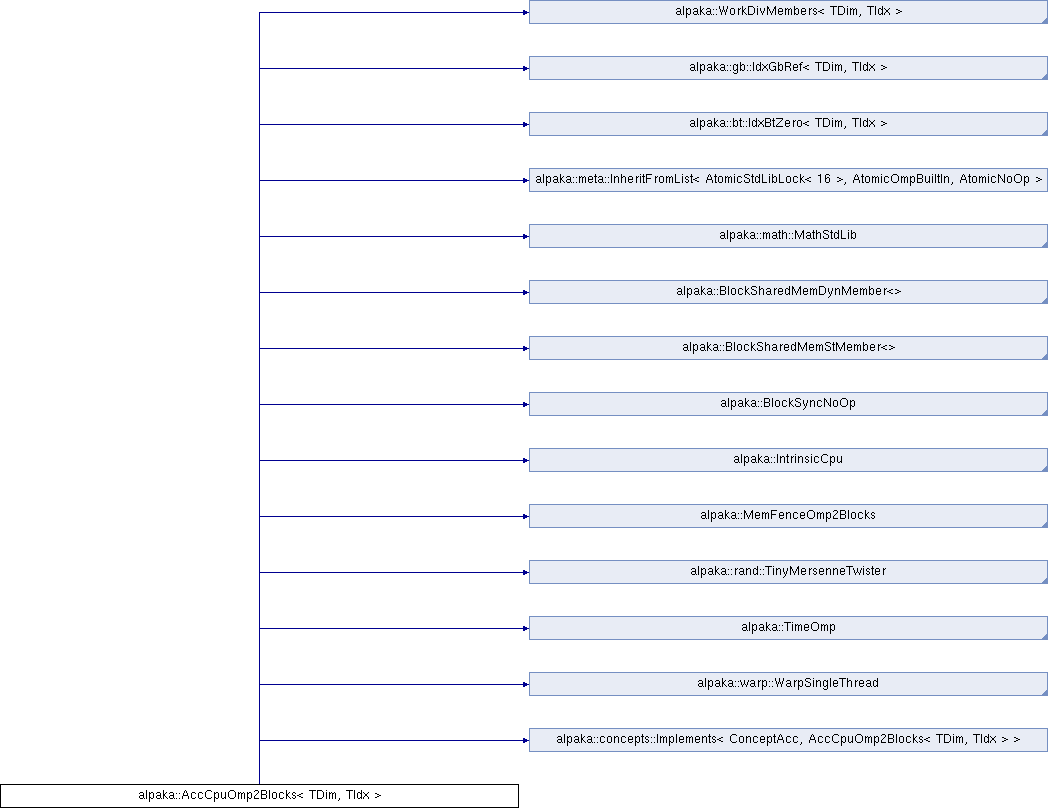 alpaka::WorkDivMembers< TDim, TIdx >
alpaka::gb::IdxGbRef< TDim, TIdx >
alpaka::bt::IdxBtZero< TDim, TIdx >
alpaka::meta::InheritFromList< AtomicStdLibLock< 16 >, AtomicOmpBuiltIn, AtomicNoOp >
alpaka::math::MathStdLib
alpaka::BlockSharedMemDynMember<>
alpaka::BlockSharedMemStMember<>
alpaka::BlockSyncNoOp
alpaka::IntrinsicCpu
alpaka::MemFenceOmp2Blocks
alpaka::rand::TinyMersenneTwister
alpaka::TimeOmp
alpaka::warp::WarpSingleThread
alpaka::concepts::Implements< ConceptAcc, AccCpuOmp2Blocks< TDim, TIdx > >
alpaka::AccCpuOmp2Blocks< TDim, TIdx >